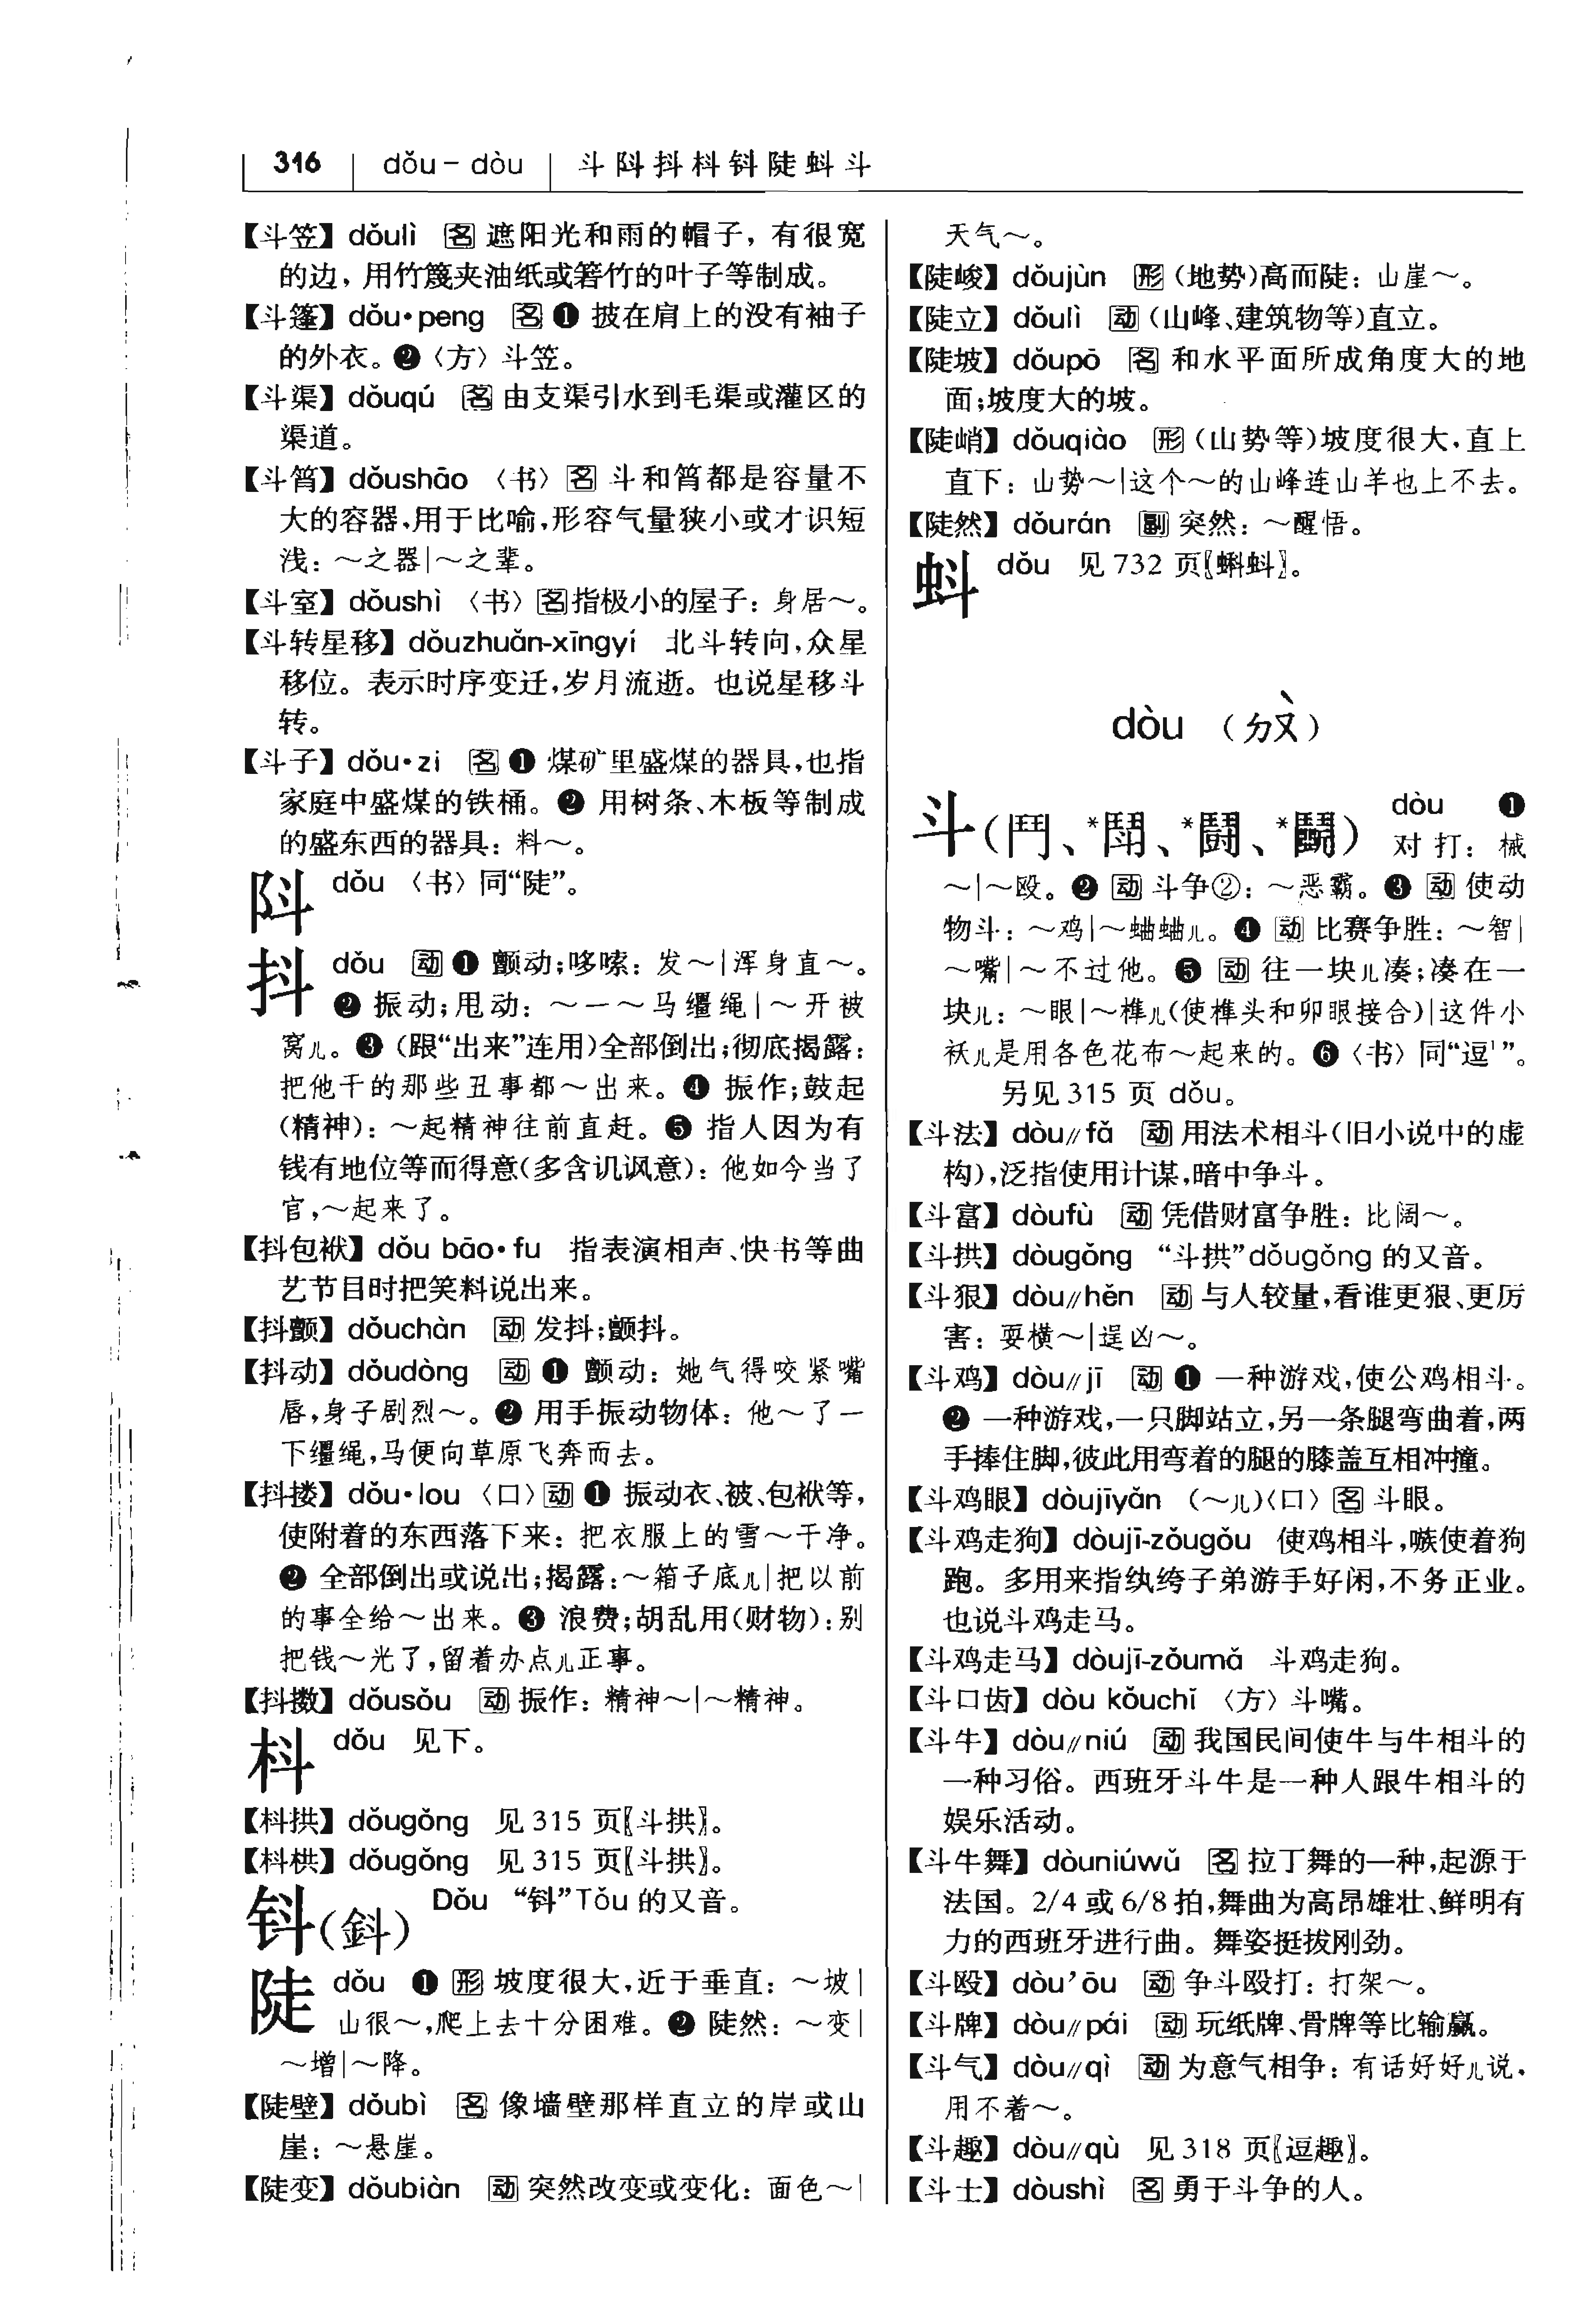 316 dǒu－dòu 斗阧抖枓钭陡蚪斗
【斗笠】dǒulì 名 遮阳光和雨的帽子，有很宽
的边，用竹篾夹油纸或箬竹的叶子等制成。
【斗篷】dǒu·peng 名 ❶ 披在肩上的没有袖子
的外衣。❷〈方〉斗笠。
【斗渠】dǒuqú 名 由支渠引水到毛渠或灌区的
渠道。
【斗筲】dǒushāo 〈书〉名 斗和筲都是容量不
大的容器，用于比喻，形容气量狭小或才识短
浅：～之器|～之辈。
【斗室】dǒushì 〈书〉名指极小的屋子：身居～。
【斗转星移】dǒuzhuǎn-xīngyí 北斗转向，众星
移位。表示时序变迁，岁月流逝。也说星移斗
转。
【斗子】dǒu·zi 名 ❶ 煤矿里盛煤的器具，也指
家庭中盛煤的铁桶。❷ 用树条、木板等制成
的盛东西的器具：料～。
阧 dǒu 〈书〉同“陡”。
抖 dǒu 动 ❶ 颤动；哆嗦：发～|浑身直～。
❷ 振动；甩动：～一～马缰绳|～开被
窝儿。❸（跟“出来”连用）全部倒出；彻底揭露：
把他干的那些丑事都～出来。❹ 振作；鼓起
（精神）：～起精神往前直赶。❺ 指人因为有
钱有地位等而得意（多含讥讽意）：他如今当了
官，～起来了。
【抖包袱】dǒu bāo·fu 指表演相声、快书等曲
艺节目时把笑料说出来。
【抖颤】dǒuchàn 动 发抖；颤抖。
【抖动】dǒudòng 动 ❶ 颤动：她气得咬紧嘴
唇，身子剧烈～。❷ 用手振动物体：他～了一
下缰绳，马便向草原飞奔而去。
【抖搂】dǒu·lou 〈口〉动 ❶ 振动衣、被、包袱等，
使附着的东西落下来：把衣服上的雪～干净。
❷ 全部倒出或说出；揭露：～箱子底儿|把以前
的事全给～出来。❸ 浪费；胡乱用（财物）：别
把钱～光了，留着办点儿正事。
【抖擞】dǒusǒu 动 振作：精神～|～精神。
枓 dǒu 见下。
【枓拱】dǒugǒng 见 315 页〖斗拱〗。
【枓栱】dǒugǒng 见 315 页〖斗拱〗。
钭（鈄） Dǒu “钭”Tǒu 的又音。
陡 dǒu ❶ 形 坡度很大，近于垂直：～坡|
山很～，爬上去十分困难。❷ 陡然：～变|
～增|～降。
【陡壁】dǒubì 名 像墙壁那样直立的岸或山
崖：～悬崖。
【陡变】dǒubiàn 动 突然改变或变化：面色～|
天气～。
【陡峻】dǒujùn 形（地势）高而陡：山崖～。
【陡立】dǒulì 动（山峰、建筑物等）直立。
【陡坡】dǒupō 名 和水平面所成角度大的地
面；坡度大的坡。
【陡峭】dǒuqiào 形（山势等）坡度很大，直上
直下：山势～|这个～的山峰连山羊也上不去。
【陡然】dǒurán 副 突然：～醒悟。
蚪 dǒu 见 732 页〖蝌蚪〗。
dòu （ㄉㄡˋ）
斗（鬥、*鬦、*鬪、*鬭） dòu ❶
对打：械
～|～殴。❷ 动 斗争②：～恶霸。❸ 动 使动
物斗：～鸡|～蛐蛐儿。❹ 动 比赛争胜：～智|
～嘴|～不过他。❺ 动 往一块儿凑；凑在一
块儿：～眼|～榫儿（使榫头和卯眼接合）|这件小
袄儿是用各色花布～起来的。❻〈书〉同“逗¹”。
另见 315 页 dǒu。
【斗法】dòu//fǎ 动 用法术相斗（旧小说中的虚
构），泛指使用计谋，暗中争斗。
【斗富】dòufù 动 凭借财富争胜：比阔～。
【斗拱】dòugǒng “斗拱”dǒugǒng 的又音。
【斗狠】dòu//hěn 动 与人较量，看谁更狠、更厉
害：耍横～|逞凶～。
【斗鸡】dòu//jī 动 ❶ 一种游戏，使公鸡相斗。
❷ 一种游戏，一只脚站立，另一条腿弯曲着，两
手捧住脚，彼此用弯着的腿的膝盖互相冲撞。
【斗鸡眼】dòujīyǎn （～儿）〈口〉名 斗眼。
【斗鸡走狗】dòujī-zǒugǒu 使鸡相斗，嗾使着狗
跑。多用来指纨绔子弟游手好闲，不务正业。
也说斗鸡走马。
【斗鸡走马】dòujī-zǒumǎ 斗鸡走狗。
【斗口齿】dòu kǒuchǐ 〈方〉斗嘴。
【斗牛】dòu//niú 动 我国民间使牛与牛相斗的
一种习俗。西班牙斗牛是一种人跟牛相斗的
娱乐活动。
【斗牛舞】dòuniúwǔ 名 拉丁舞的一种，起源于
法国。2/4 或 6/8 拍，舞曲为高昂雄壮、鲜明有
力的西班牙进行曲。舞姿挺拔刚劲。
【斗殴】dòu’ōu 动 争斗殴打：打架～。
【斗牌】dòu//pái 动 玩纸牌、骨牌等比输赢。
【斗气】dòu//qì 动 为意气相争：有话好好儿说，
用不着～。
【斗趣】dòu//qù 见 318 页〖逗趣〗。
【斗士】dòushì 名 勇于斗争的人。